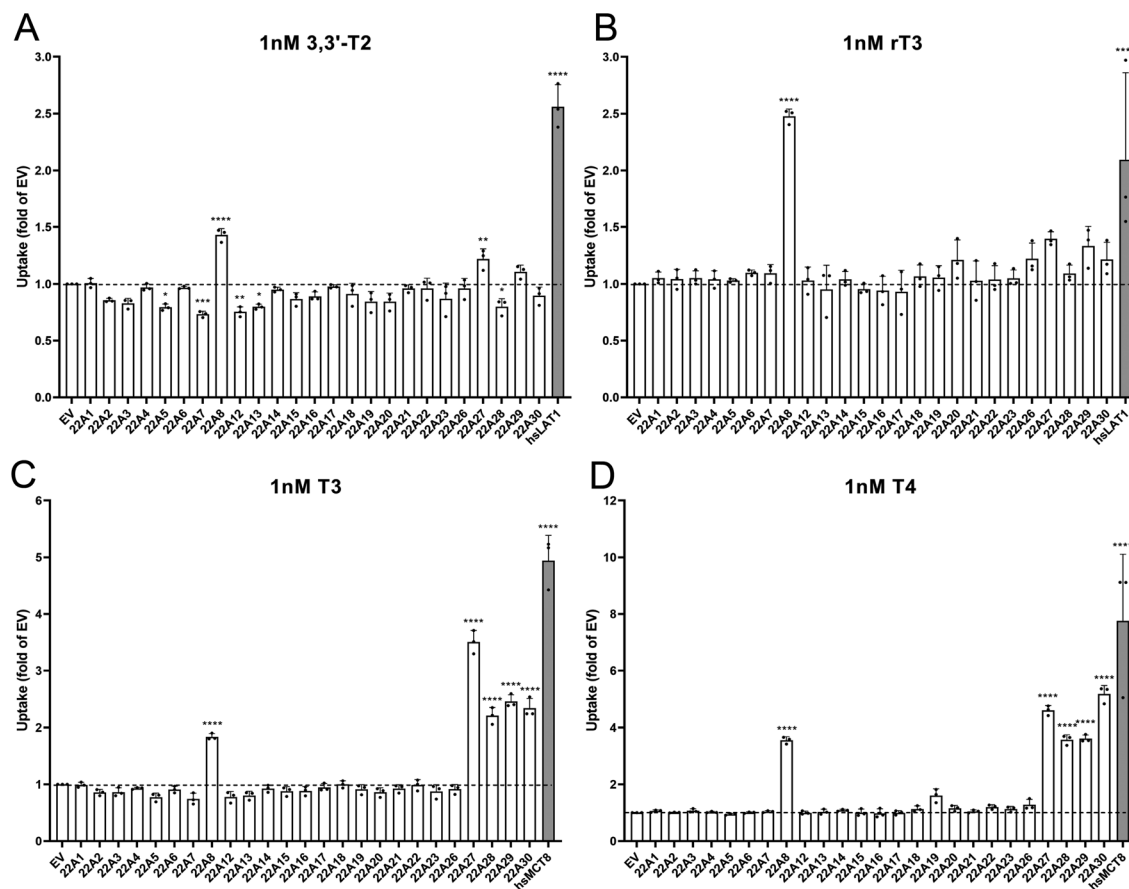 A
1nM 3,3'-T2
Uptake (fold of EV)
3.0
2.5
2.0
1.5
1.0
0.5
0.0
* *** **** ** * ** * ****
EV 22A1 22A2 22A3 22A4 22A5 22A6 22A7 22A8 22A12 22A13 22A14 22A15 22A16 22A17 22A18 22A19 22A20 22A21 22A22 22A23 22A26 22A27 22A28 22A29 22A30 hsLAT1
B
1nM rT3
Uptake (fold of EV)
3.0
2.5
2.0
1.5
1.0
0.5
0.0
**** ***
EV 22A1 22A2 22A3 22A4 22A5 22A6 22A7 22A8 22A12 22A13 22A14 22A15 22A16 22A17 22A18 22A19 22A20 22A21 22A22 22A23 22A26 22A27 22A28 22A29 22A30 hsLAT1
C
1nM T3
Uptake (fold of EV)
6
5
4
3
2
1
0
**** **** **** **** **** ****
EV 22A1 22A2 22A3 22A4 22A5 22A6 22A7 22A8 22A12 22A13 22A14 22A15 22A16 22A17 22A18 22A19 22A20 22A21 22A22 22A23 22A26 22A27 22A28 22A29 22A30 hsMCT8
D
1nM T4
Uptake (fold of EV)
12
10
8
6
4
2
0
**** **** **** **** **** ****
EV 22A1 22A2 22A3 22A4 22A5 22A6 22A7 22A8 22A12 22A13 22A14 22A15 22A16 22A17 22A18 22A19 22A20 22A21 22A22 22A23 22A26 22A27 22A28 22A29 22A30 hsMCT8